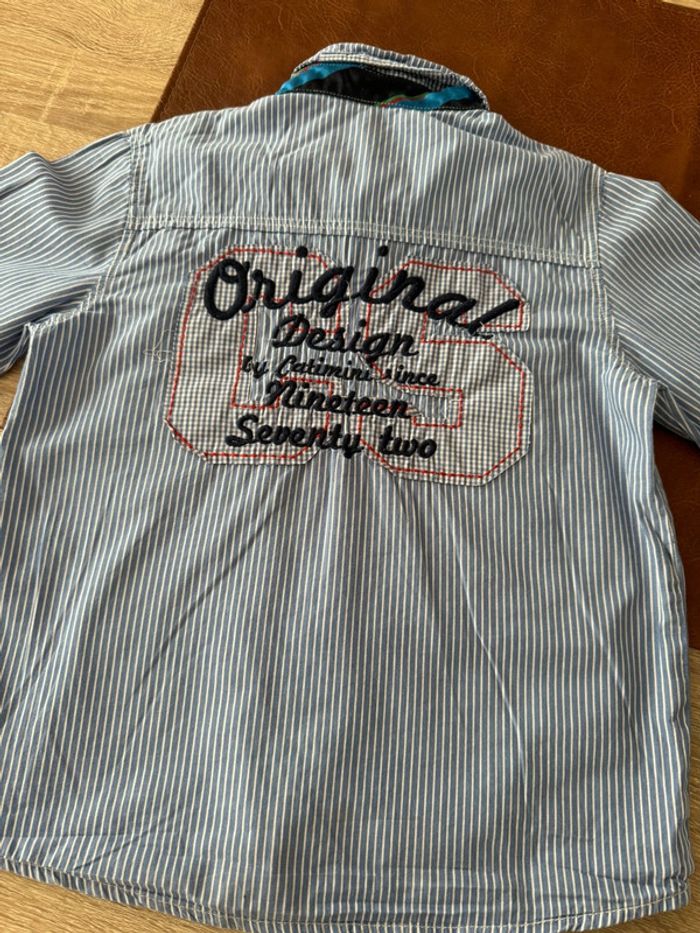 Original
Design
by Catimini since
Nineteen
Seventy two